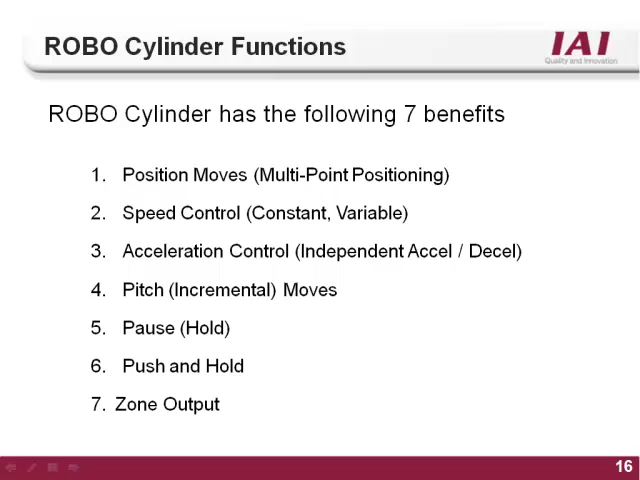 ROBO Cylinder Functions
IAI
Quality and Innovation
ROBO Cylinder has the following 7 benefits
1. Position Moves (Multi-Point Positioning)
2. Speed Control (Constant, Variable)
3. Acceleration Control (Independent Accel / Decel)
4. Pitch (Incremental) Moves
5. Pause (Hold)
6. Push and Hold
7. Zone Output
16